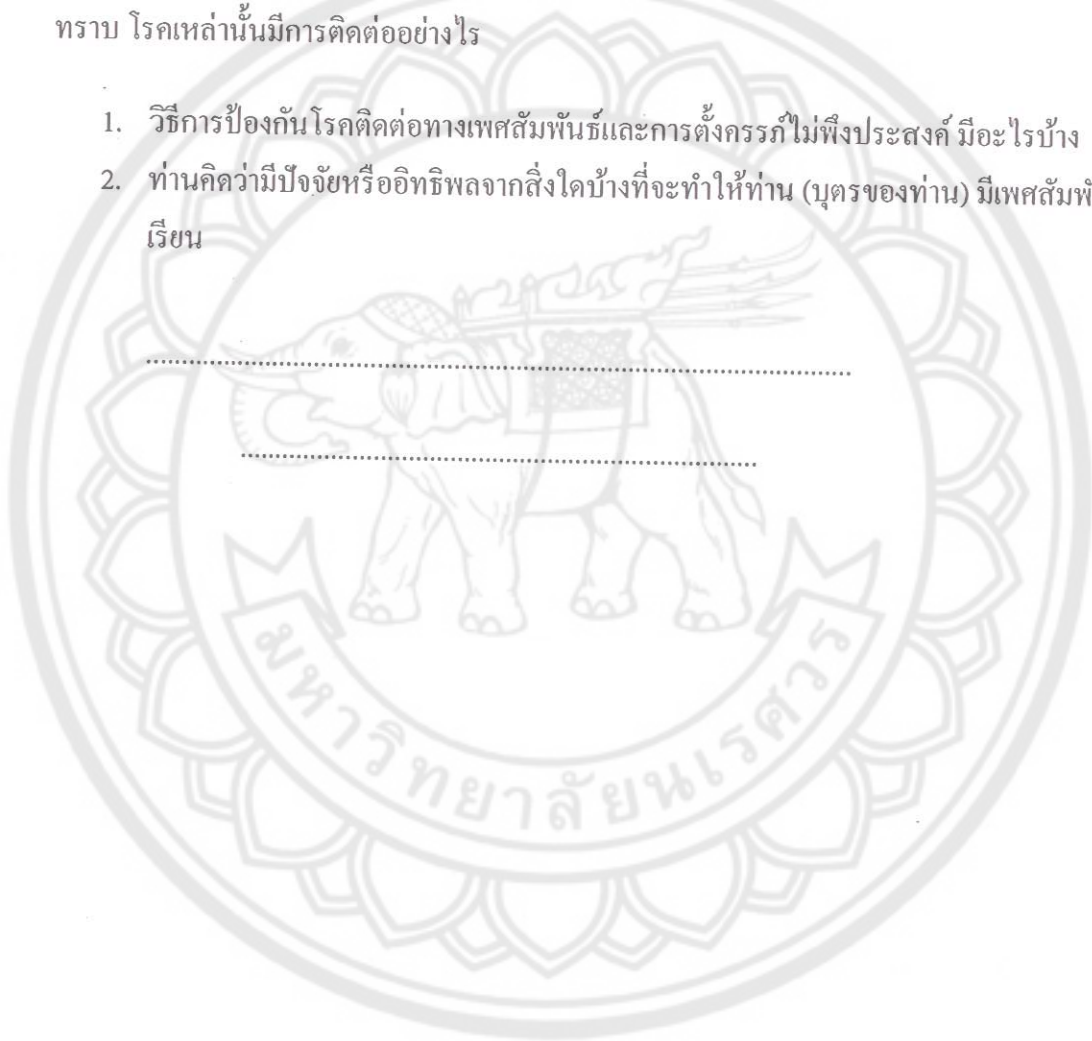 ทราบ โรคเหล่านั้นมีการติดต่ออย่างไร
1. วิธีการป้องกันโรคติดต่อทางเพศสัมพันธ์และการตั้งครรภ์ไม่พึงประสงค์ มีอะไรบ้าง
2. ท่านคิดว่ามีปัจจัยหรืออิทธิพลจากสิ่งใดบ้างที่จะทำให้ท่าน (บุตรของท่าน) มีเพศสัมพั
เรียน
มหาวิทยาลัยนเรศวร